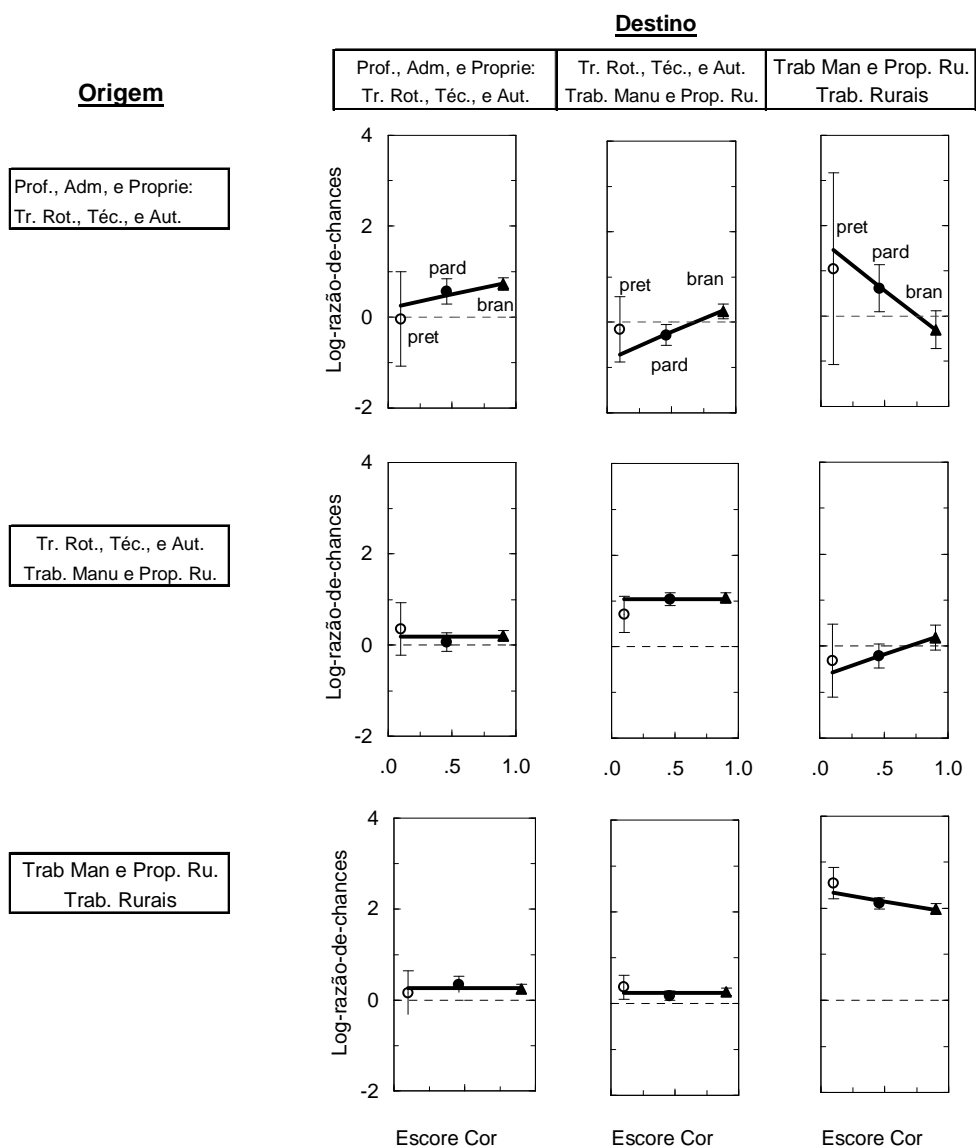 Destino
Origem
Prof., Adm, e Proprie:
Tr. Rot., Téc., e Aut.
Tr. Rot., Téc., e Aut.
Trab. Manu e Prop. Ru.
Trab Man e Prop. Ru.
Trab. Rurais
Prof., Adm, e Proprie:
Tr. Rot., Téc., e Aut.
Log-razão-de-chances
4
2
0
-2
pret
pard
bran
pret
pard
bran
pret
pard
bran
Tr. Rot., Téc., e Aut.
Trab. Manu e Prop. Ru.
Log-razão-de-chances
4
2
0
-2
.0 .5 1.0
.0 .5 1.0
.0 .5 1.0
Trab Man e Prop. Ru.
Trab. Rurais
Log-razão-de-chances
4
2
0
-2
Escore Cor
Escore Cor
Escore Cor